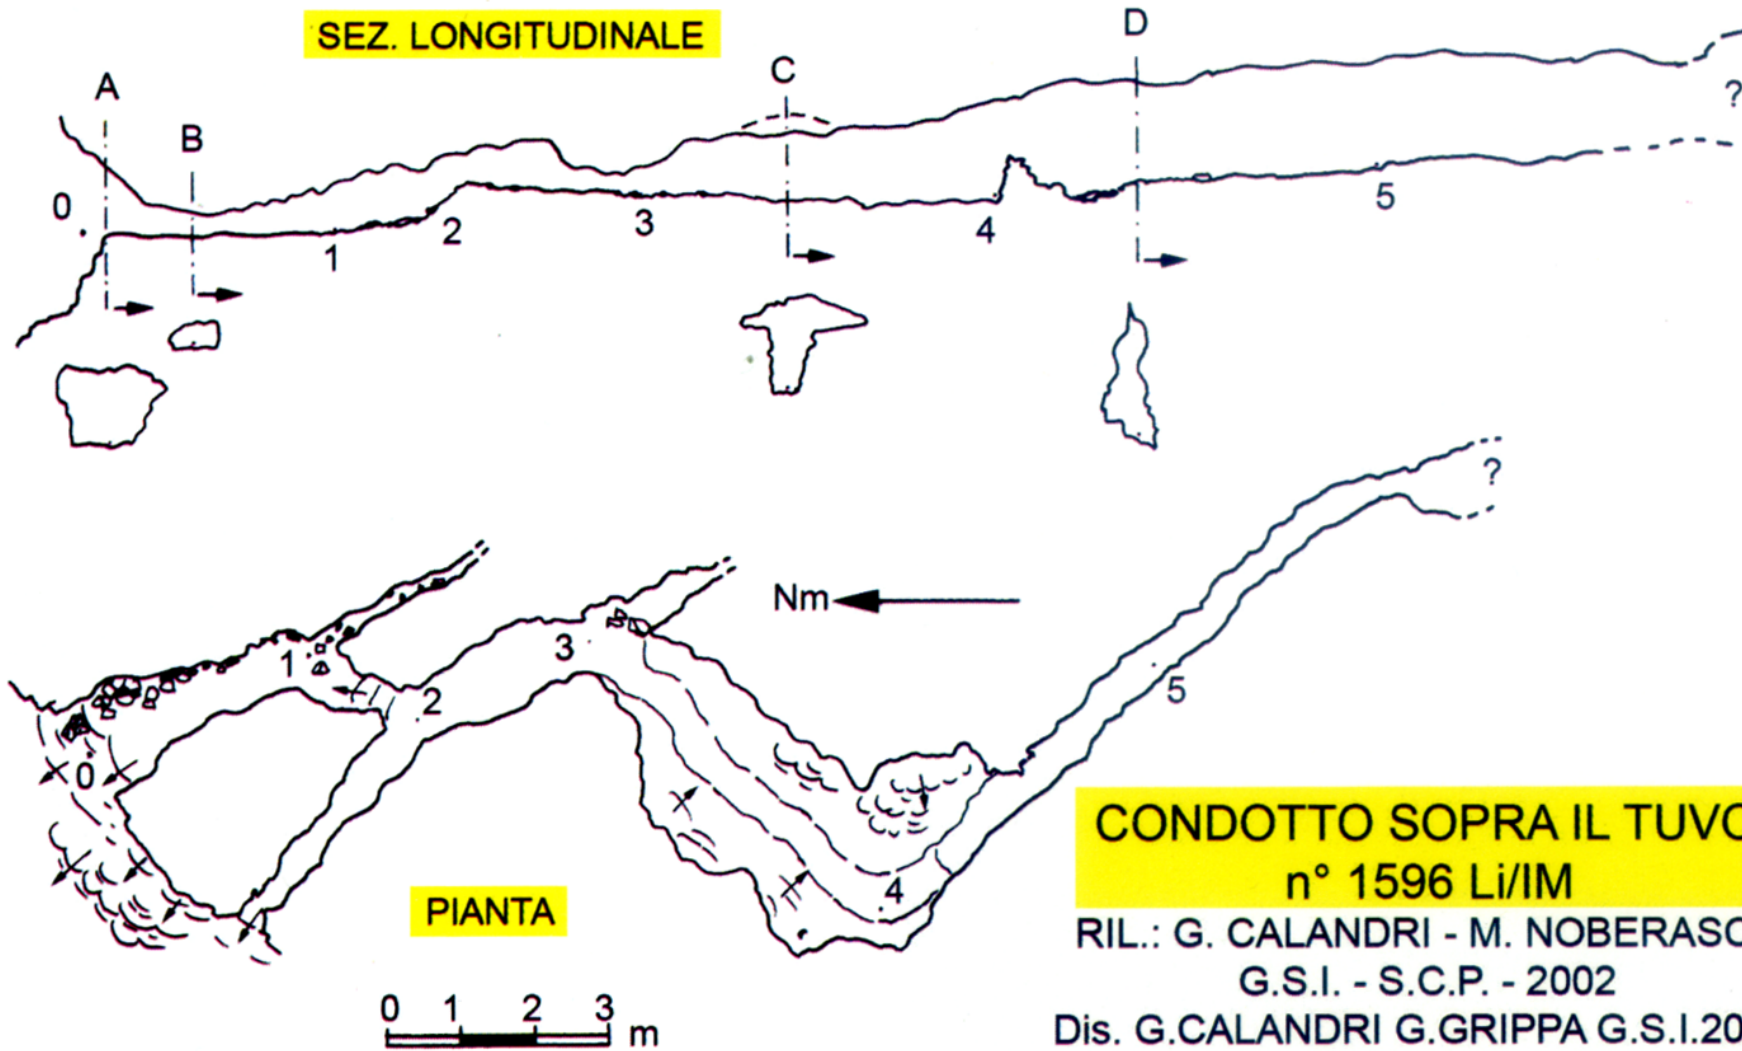 SEZ. LONGITUDINALE
A
B
C
D
?
0
1
2
3
4
5
?
Nm
1
2
3
0
4
5
PIANTA
CONDOTTO SOPRA IL TUVO
n° 1596 Li/IM
RIL.: G. CALANDRI - M. NOBERASC
G.S.I. - S.C.P. - 2002
Dis. G.CALANDRI G.GRIPPA G.S.I.20
0 1 2 3 m